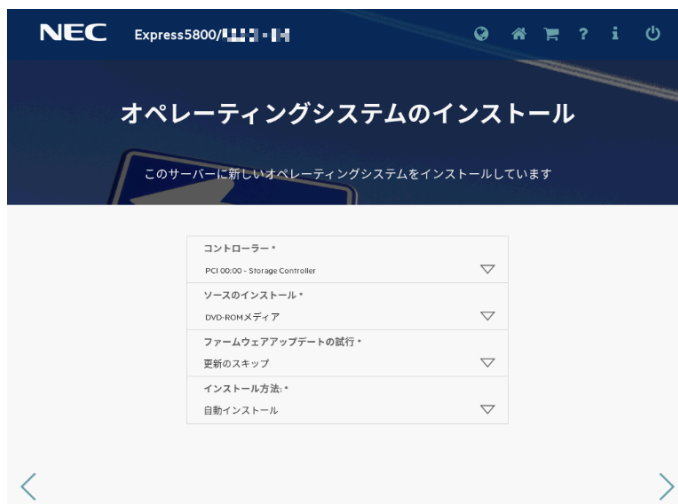 NEC
Express5800/
? i
オペレーティングシステムのインストール
このサーバーに新しいオペレーティングシステムをインストールしています
コントローラー *
PCI 00:00 - Storage Controller
ソースのインストール *
DVD-ROMメディア
ファームウェアアップデートの試行 *
更新のスキップ
インストール方法: *
自動インストール